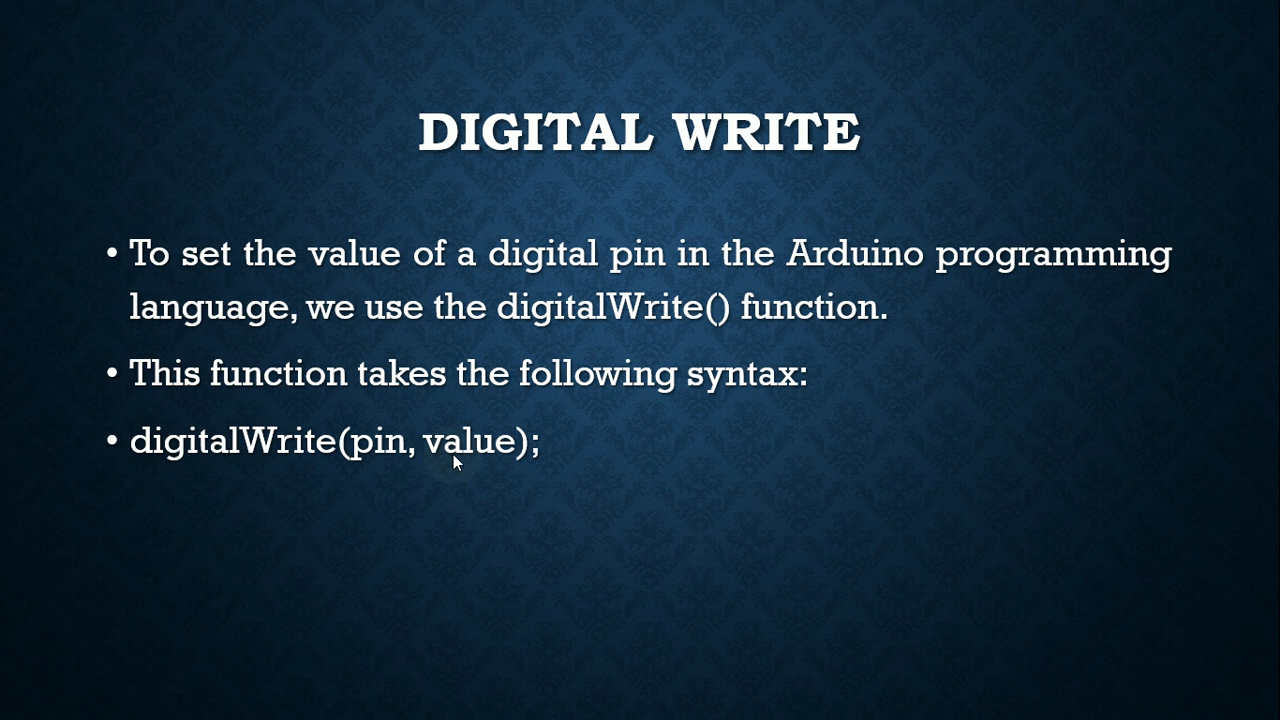 DIGITAL WRITE
• To set the value of a digital pin in the Arduino programming
language, we use the digitalWrite() function.
• This function takes the following syntax:
• digitalWrite(pin, value);